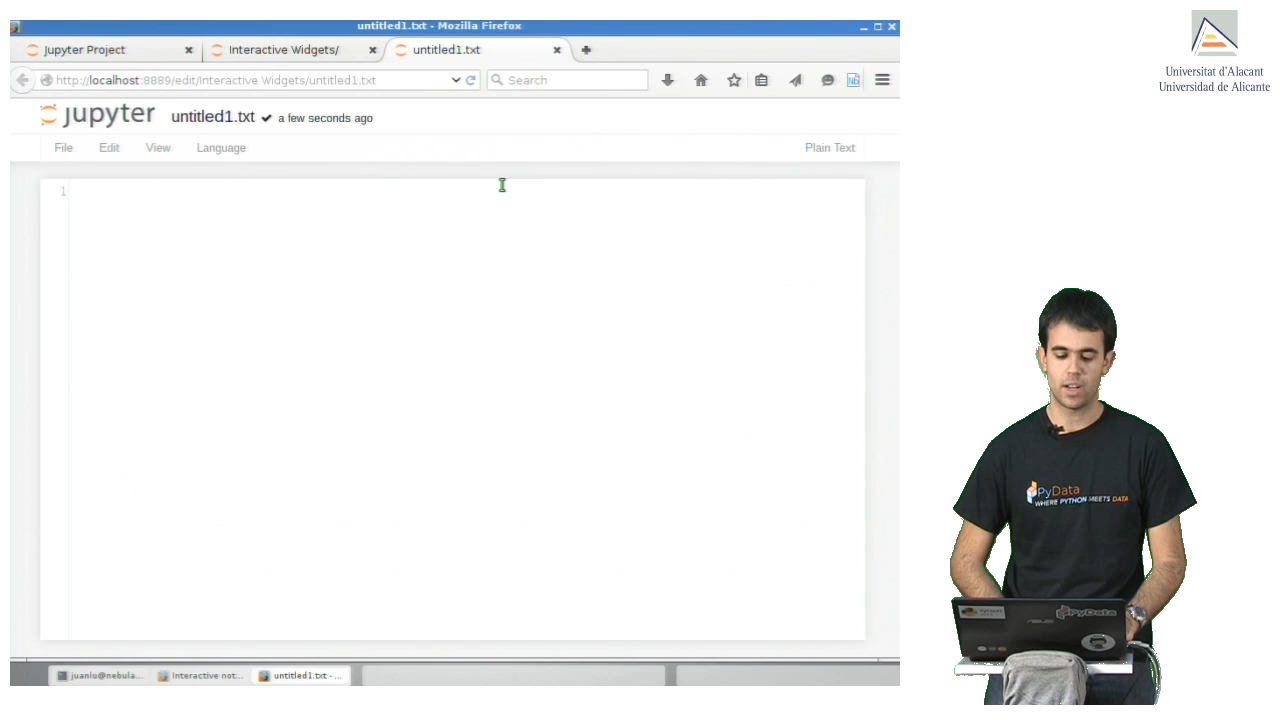 untitled1.txt - Mozilla Firefox
Jupyter Project
Interactive Widgets/
untitled1.txt
http://localhost:8889/edit/Interactive Widgets/untitled1.txt
Search
jupyter untitled1.txt a few seconds ago
File Edit View Language Plain Text
1
juanlu@nebula...
Interactive not...
untitled1.txt - ...
Universitat d'Alacant
Universidad de Alicante
PyData
WHERE PYTHON MEETS DATA
PyData
ASUS